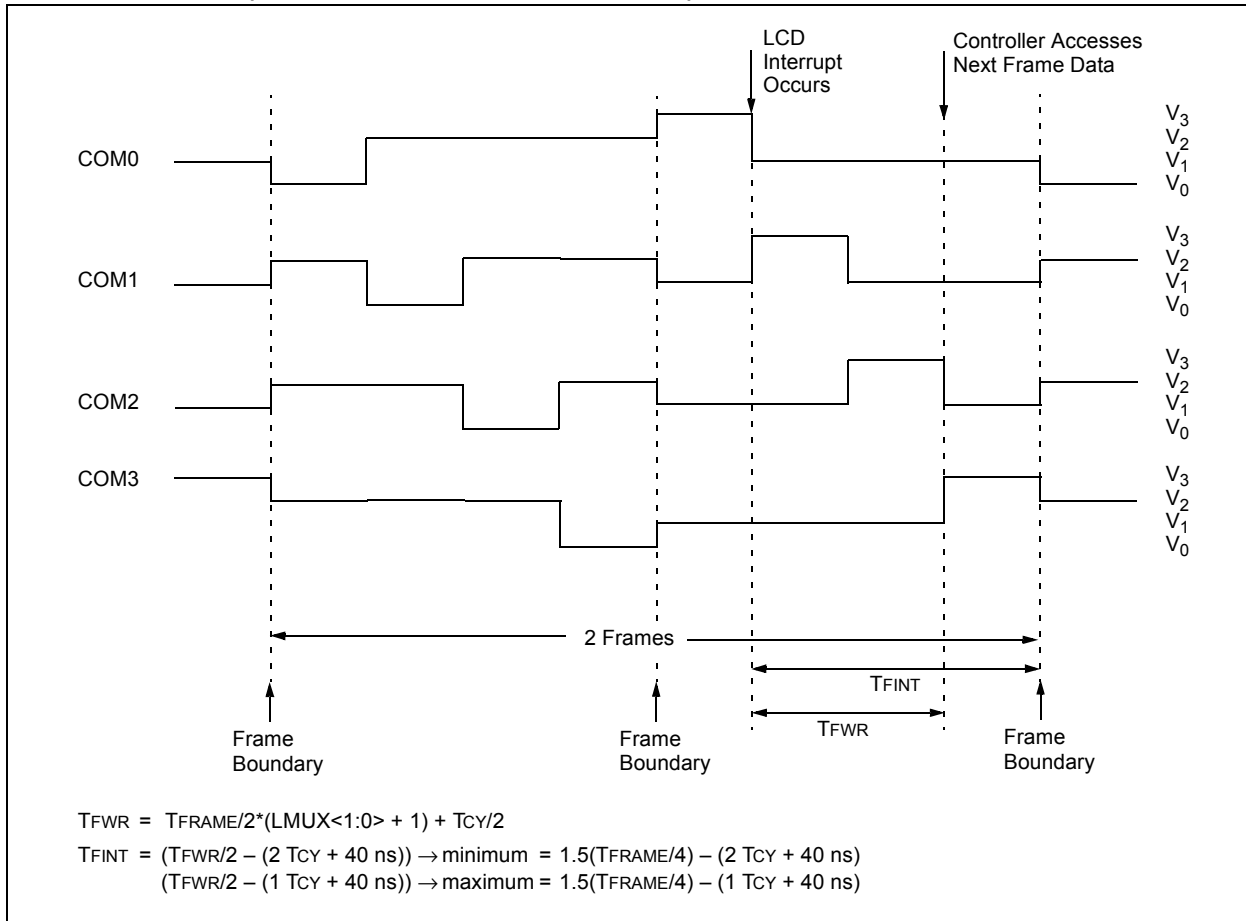 LCD
Interrupt
Occurs
Controller Accesses
Next Frame Data
COM0
V3
V2
V1
V0
COM1
V3
V2
V1
V0
COM2
V3
V2
V1
V0
COM3
V3
V2
V1
V0
2 Frames
TFINT
TFWR
Frame
Boundary
Frame
Boundary
Frame
Boundary
TFWR = TFRAME/2*(LMUX<1:0> + 1) + TCY/2
TFINT = (TFWR/2 – (2 TCY + 40 ns)) → minimum = 1.5(TFRAME/4) – (2 TCY + 40 ns)
(TFWR/2 – (1 TCY + 40 ns)) → maximum = 1.5(TFRAME/4) – (1 TCY + 40 ns)